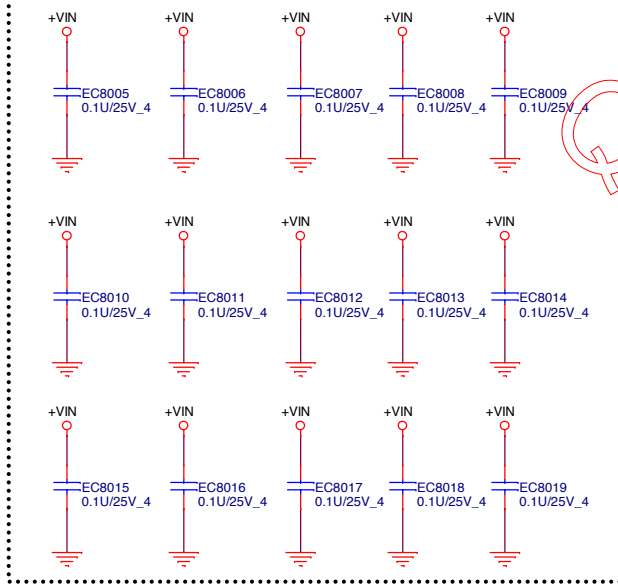 +VIN +VIN +VIN +VIN +VIN
EC8005 EC8006 EC8007 EC8008 EC8009
0.1U/25V_4 0.1U/25V_4 0.1U/25V_4 0.1U/25V_4 0.1U/25V_4
Q
+VIN +VIN +VIN +VIN +VIN
EC8010 EC8011 EC8012 EC8013 EC8014
0.1U/25V_4 0.1U/25V_4 0.1U/25V_4 0.1U/25V_4 0.1U/25V_4
+VIN +VIN +VIN +VIN +VIN
EC8015 EC8016 EC8017 EC8018 EC8019
0.1U/25V_4 0.1U/25V_4 0.1U/25V_4 0.1U/25V_4 0.1U/25V_4